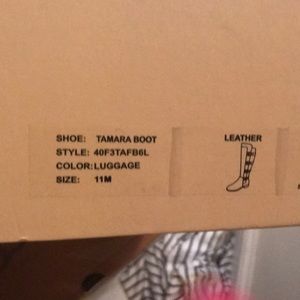 SHOE: TAMARA BOOT
STYLE: 40F3TAFB6L
COLOR:LUGGAGE
SIZE: 11M
LEATHER